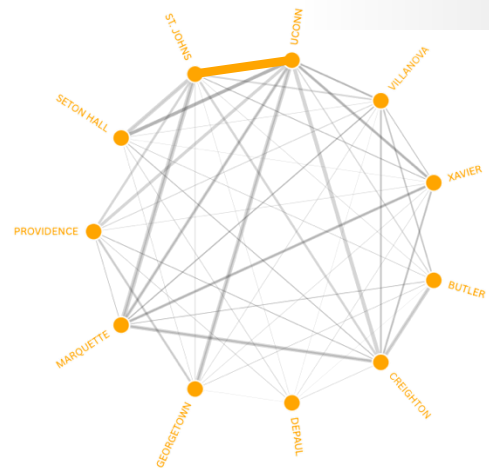 UCONN
VILLANOVA
XAVIER
BUTLER
CREIGHTON
DEPAUL
GEORGETOWN
MARQUETTE
PROVIDENCE
SETON HALL
ST. JOHNS